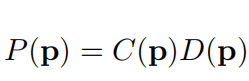 P(𝐩) = C(𝐩)D(𝐩)